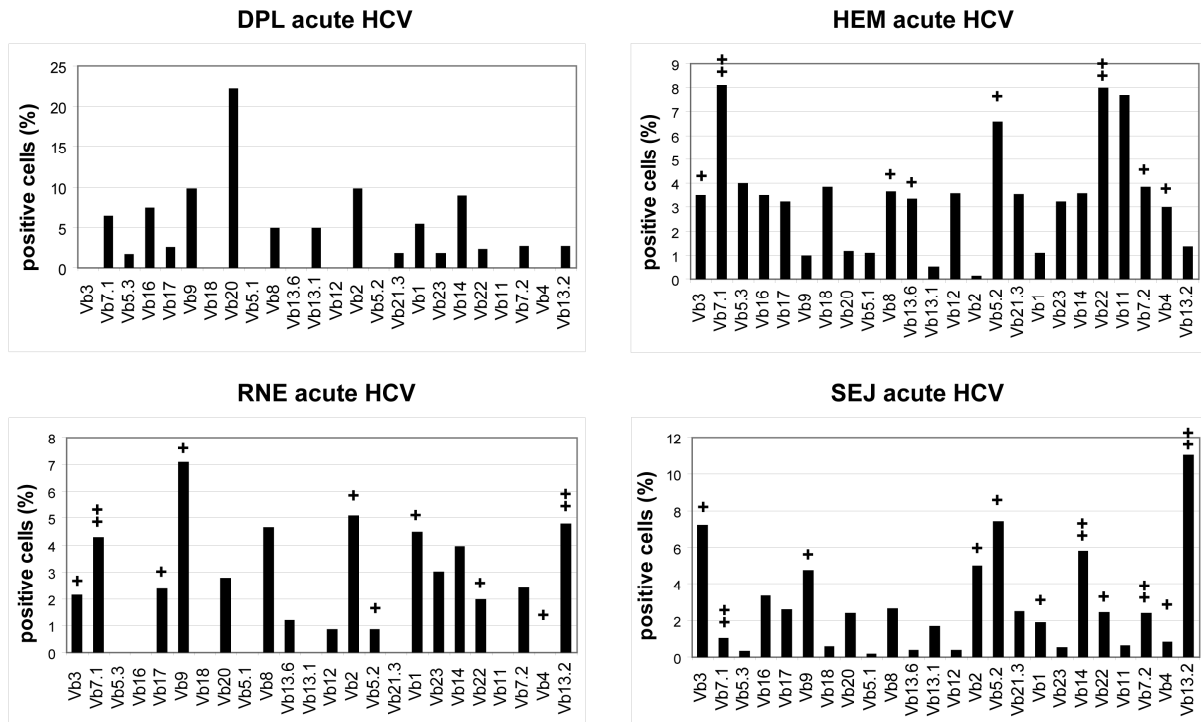 DPL acute HCV
positive cells (%)
25
20
15
10
5
0
Vb3 Vb7.1 Vb5.3 Vb16 Vb17 Vb9 Vb18 Vb20 Vb5.1 Vb8 Vb13.6 Vb13.1 Vb12 Vb2 Vb5.2 Vb21.3 Vb1 Vb23 Vb14 Vb22 Vb11 Vb7.2 Vb4 Vb13.2
HEM acute HCV
positive cells (%)
9
8
7
6
5
4
3
2
1
0
+ + + + + + + + + + +
Vb3 Vb7.1 Vb5.3 Vb16 Vb17 Vb9 Vb18 Vb20 Vb5.1 Vb8 Vb13.6 Vb13.1 Vb12 Vb2 Vb5.2 Vb21.3 Vb1 Vb23 Vb14 Vb22 Vb11 Vb7.2 Vb4 Vb13.2
RNE acute HCV
positive cells (%)
8
7
6
5
4
3
2
1
0
+ + + + + + + + + + + +
Vb3 Vb7.1 Vb5.3 Vb16 Vb17 Vb9 Vb18 Vb20 Vb5.1 Vb8 Vb13.6 Vb13.1 Vb12 Vb2 Vb5.2 Vb21.3 Vb1 Vb23 Vb14 Vb22 Vb11 Vb7.2 Vb4 Vb13.2
SEJ acute HCV
positive cells (%)
12
10
8
6
4
2
0
+ + + + + + + + + + + + + + + +
Vb3 Vb7.1 Vb5.3 Vb16 Vb17 Vb9 Vb18 Vb20 Vb5.1 Vb8 Vb13.6 Vb13.1 Vb12 Vb2 Vb5.2 Vb21.3 Vb1 Vb23 Vb14 Vb22 Vb11 Vb7.2 Vb4 Vb13.2